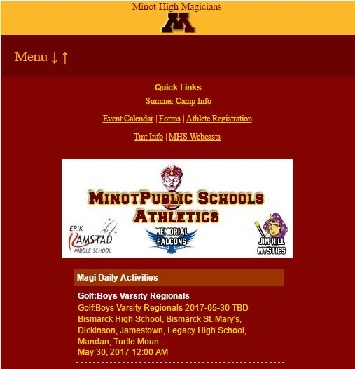 Minot High Magicians
M
Menu ↓ ↑
Quick Links
Summer Camp Info
Event Calendar | Forms | Athlete Registration
Tint Info | MHS Webcasts
MINOT PUBLIC SCHOOLS
ATHLETICS
ERIK
RAMSTAD
MIDDLE SCHOOL
MEMORIAL
FALCONS
JIM HILL
MYSTICS
Magi Daily Activities
Golf:Boys Varsity Regionals
Golf:Boys Varsity Regionals 2017-05-30 TBD
Bismarck High School, Bismarck St. Mary's,
Dickinson, Jamestown, Legacy High School,
Mandan, Turtle Moun ...
May 30, 2017 12:00 AM